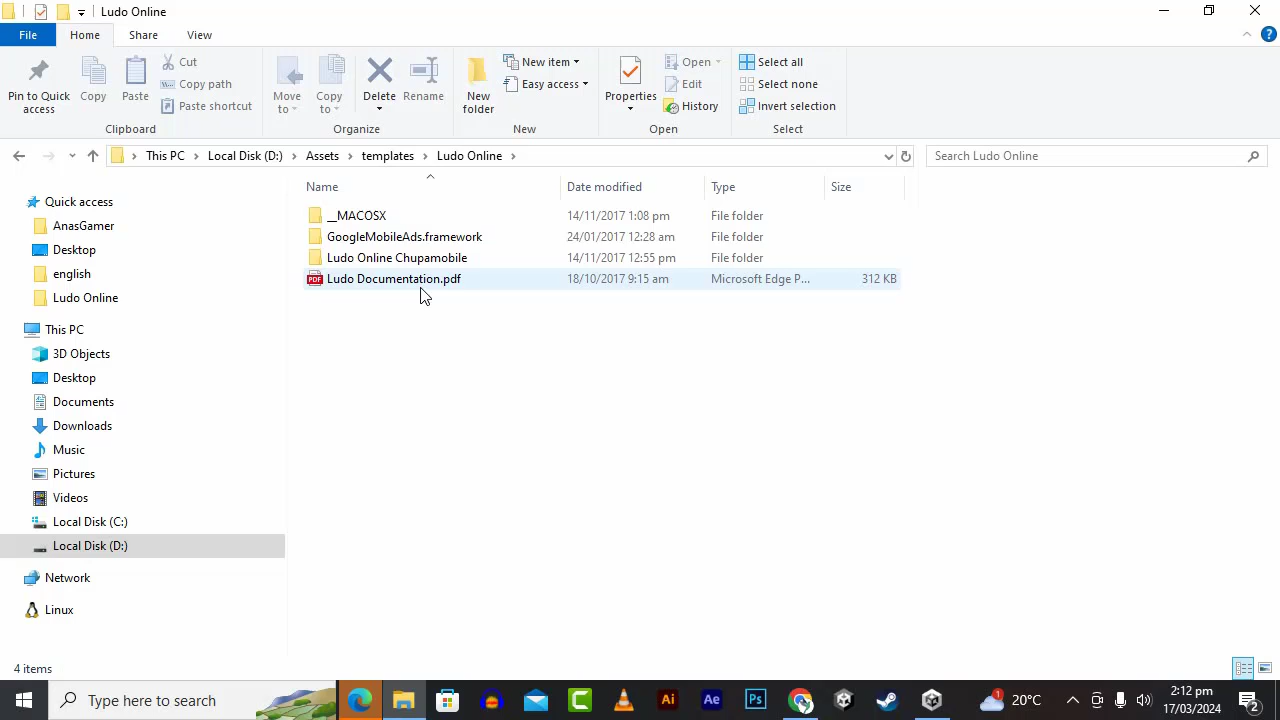 Ludo Online
File Home Share View
Pin to Quick access
Copy
Paste
Cut
Copy path
Paste shortcut
Clipboard
Move to
Copy to
Delete
Rename
Organize
New folder
New item
Easy access
New
Properties
Open
Edit
History
Open
Select all
Select none
Invert selection
Select
This PC Local Disk (D:) Assets templates Ludo Online
Search Ludo Online
Name Date modified Type Size
__MACOSX 14/11/2017 1:08 pm File folder
GoogleMobileAds.framework 24/01/2017 12:28 am File folder
Ludo Online Chupamobile 14/11/2017 12:55 pm File folder
PDF Ludo Documentation.pdf 18/10/2017 9:15 am Microsoft Edge P... 312 KB
Quick access
AnasGamer
Desktop
english
Ludo Online
This PC
3D Objects
Desktop
Documents
Downloads
Music
Pictures
Videos
Local Disk (C:)
Local Disk (D:)
Network
Linux
4 items
Type here to search
Ai Ae Ps
1
20°C
2:12 pm
17/03/2024
2